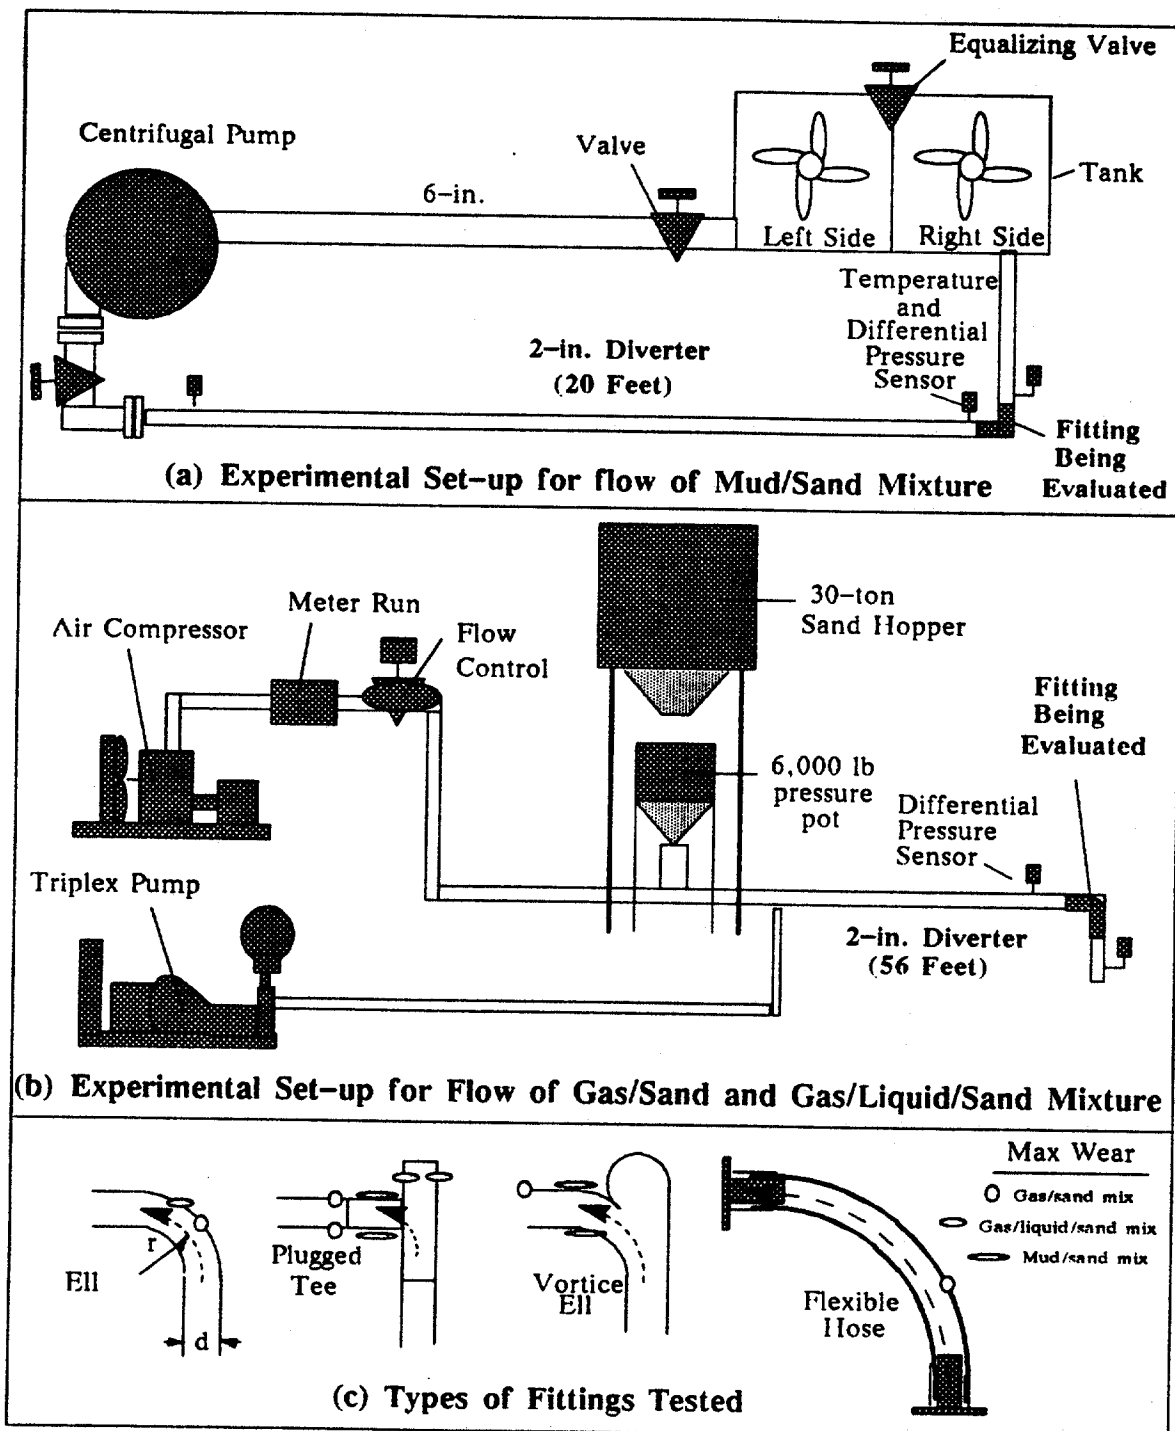 Equalizing Valve
Centrifugal Pump
Valve
6-in.
Tank
Left Side
Right Side
Temperature
and
Differential
Pressure
Sensor
2-in. Diverter
(20 Feet)
Fitting
Being
Evaluated
(a) Experimental Set-up for flow of Mud/Sand Mixture
30-ton
Sand Hopper
Meter Run
Air Compressor
Flow
Control
Fitting
Being
Evaluated
6,000 lb
pressure
pot
Differential
Pressure
Sensor
Triplex Pump
2-in. Diverter
(56 Feet)
(b) Experimental Set-up for Flow of Gas/Sand and Gas/Liquid/Sand Mixture
Max Wear
Gas/sand mix
Gas/liquid/sand mix
Mud/sand mix
r
Ell
d
Plugged
Tee
Vortice
Ell
Flexible
Hose
(c) Types of Fittings Tested